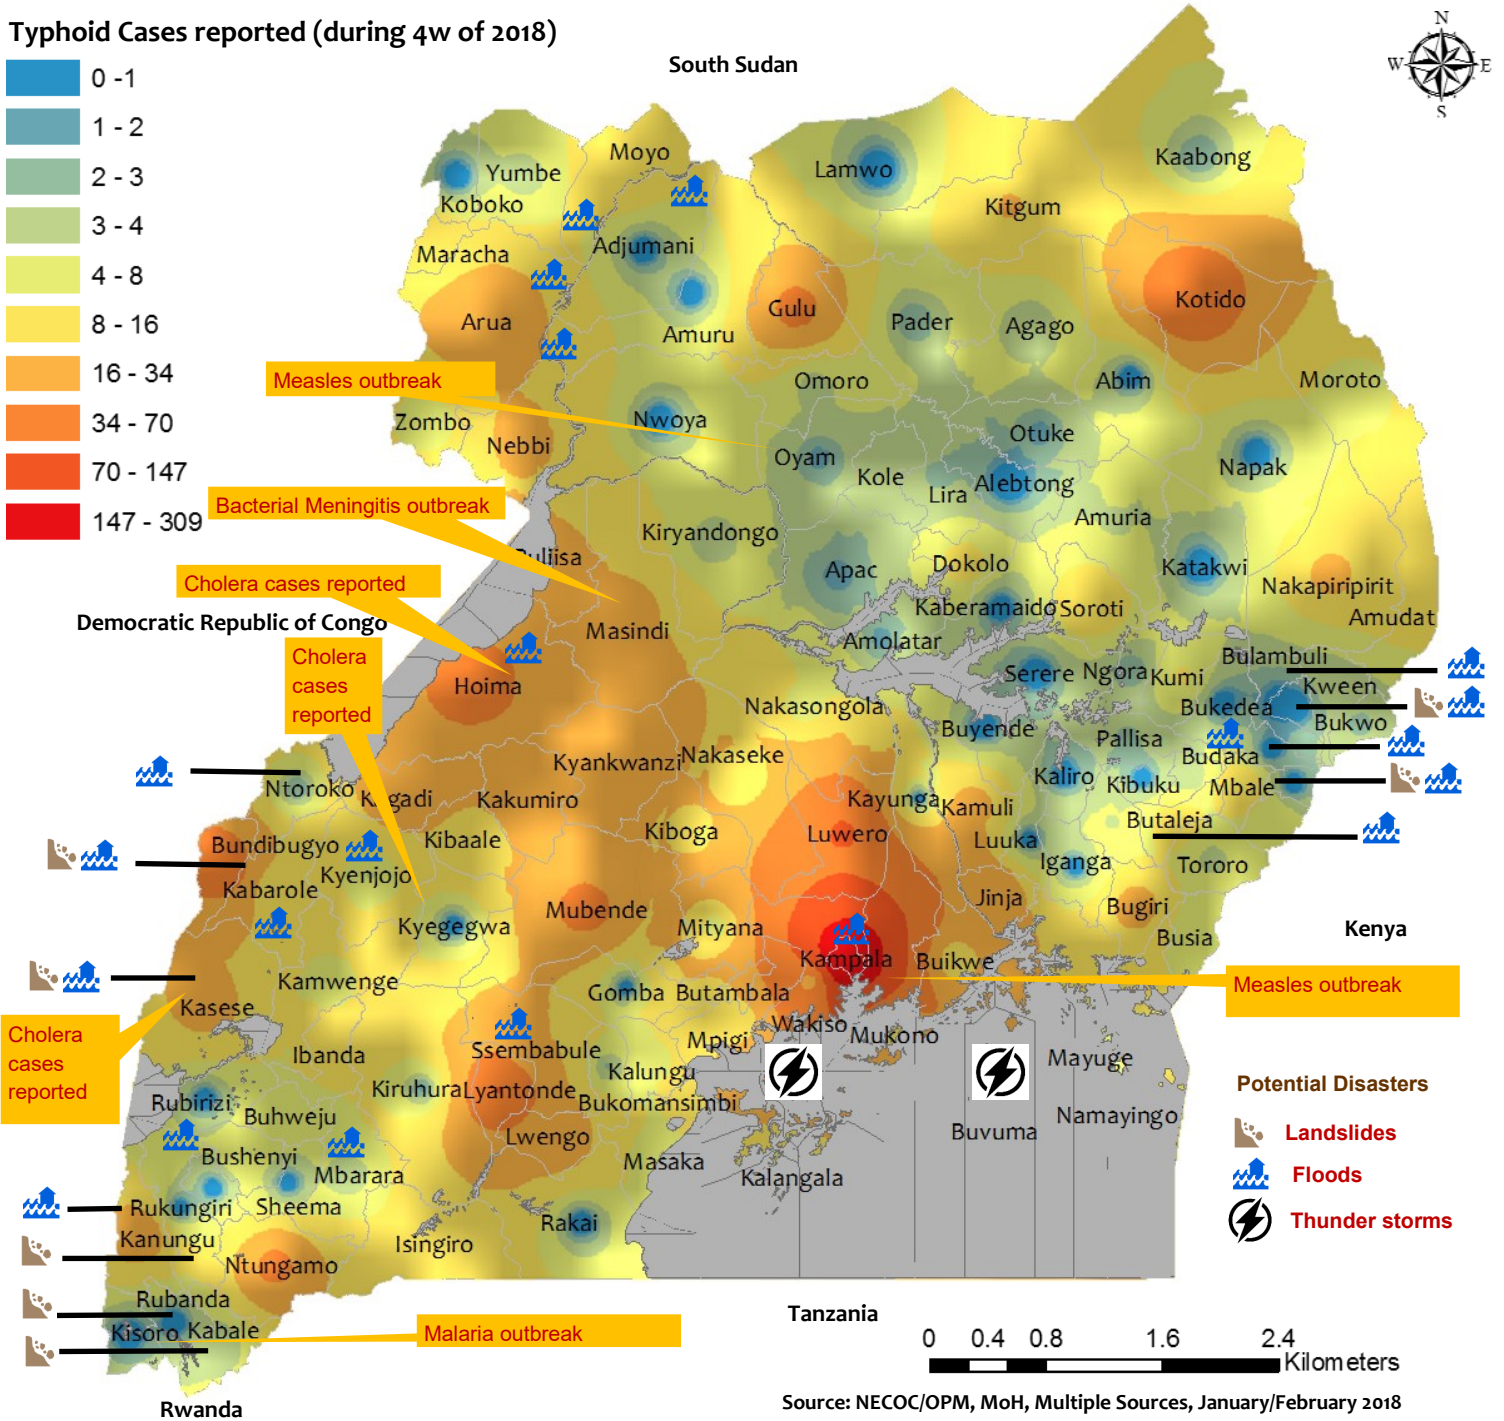 Typhoid Cases reported (during 4w of 2018)
0 -1
1 - 2
2 - 3
3 - 4
4 - 8
8 - 16
16 - 34
34 - 70
70 - 147
147 - 309
N
W
E
S
South Sudan
Moyo
Yumbe
Koboko
Lamwo
Kaabong
Kitgum
Maracha
Adjumani
Arua
Amuru
Gulu
Pader
Agago
Kotido
Measles outbreak
Omoro
Abim
Moroto
Zombo
Nebbi
Nwoya
Oyam
Otuke
Kole
Lira
Alebtong
Napak
Bacterial Meningitis outbreak
Kiryandongo
Amuria
Buliisa
Apac
Dokolo
Katakwi
Nakapiripirit
Cholera cases reported
Kaberamaido
Soroti
Amudat
Democratic Republic of Congo
Masindi
Amolatar
Cholera
cases
reported
Hoima
Serere
Ngora
Kumi
Bulambuli
Kween
Nakasongola
Buyende
Bukedea
Bukwo
Pallisa
Budaka
Kyankwanzi
Nakaseke
Kaliro
Kibuku
Mbale
Ntoroko
Kagadi
Kakumiro
Kayunga
Kamuli
Butaleja
Bundibugyo
Kibaale
Kiboga
Luwero
Luuka
Iganga
Tororo
Kyenjojo
Kabarole
Mubende
Jinja
Bugiri
Kyegegwa
Mityana
Busia
Kenya
Kampala
Buikwe
Kamwenge
Gomba
Butambala
Measles outbreak
Kasese
Wakiso
Mukono
Cholera
cases
reported
Ibanda
Ssembabule
Mpigi
Mayuge
Kalungu
Kiruhura
Lyantonde
Bukomansimbi
Potential Disasters
Rubirizi
Buhweju
Namayingo
Landslides
Lwengo
Buvuma
Bushenyi
Mbarara
Masaka
Kalangala
Floods
Rukungiri
Sheema
Rakai
Thunder storms
Kanungu
Isingiro
Ntungamo
Rubanda
Kisoro
Kabale
Malaria outbreak
Tanzania
0
0.4
0.8
1.6
2.4
Kilometers
Rwanda
Source: NECOC/OPM, MoH, Multiple Sources, January/February 2018